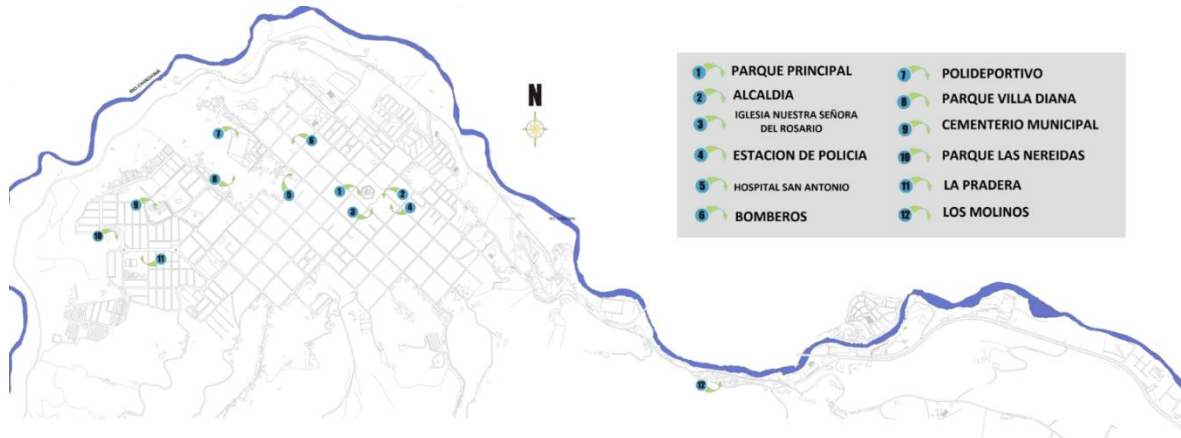 RIO CHINCHINÁ
N
7
6
8
5
1
2
3
4
9
10
11
12
1 PARQUE PRINCIPAL
2 ALCALDIA
3 IGLESIA NUESTRA SEÑORA
DEL ROSARIO
4 ESTACION DE POLICIA
5 HOSPITAL SAN ANTONIO
6 BOMBEROS
7 POLIDEPORTIVO
8 PARQUE VILLA DIANA
9 CEMENTERIO MUNICIPAL
10 PARQUE LAS NEREIDAS
11 LA PRADERA
12 LOS MOLINOS